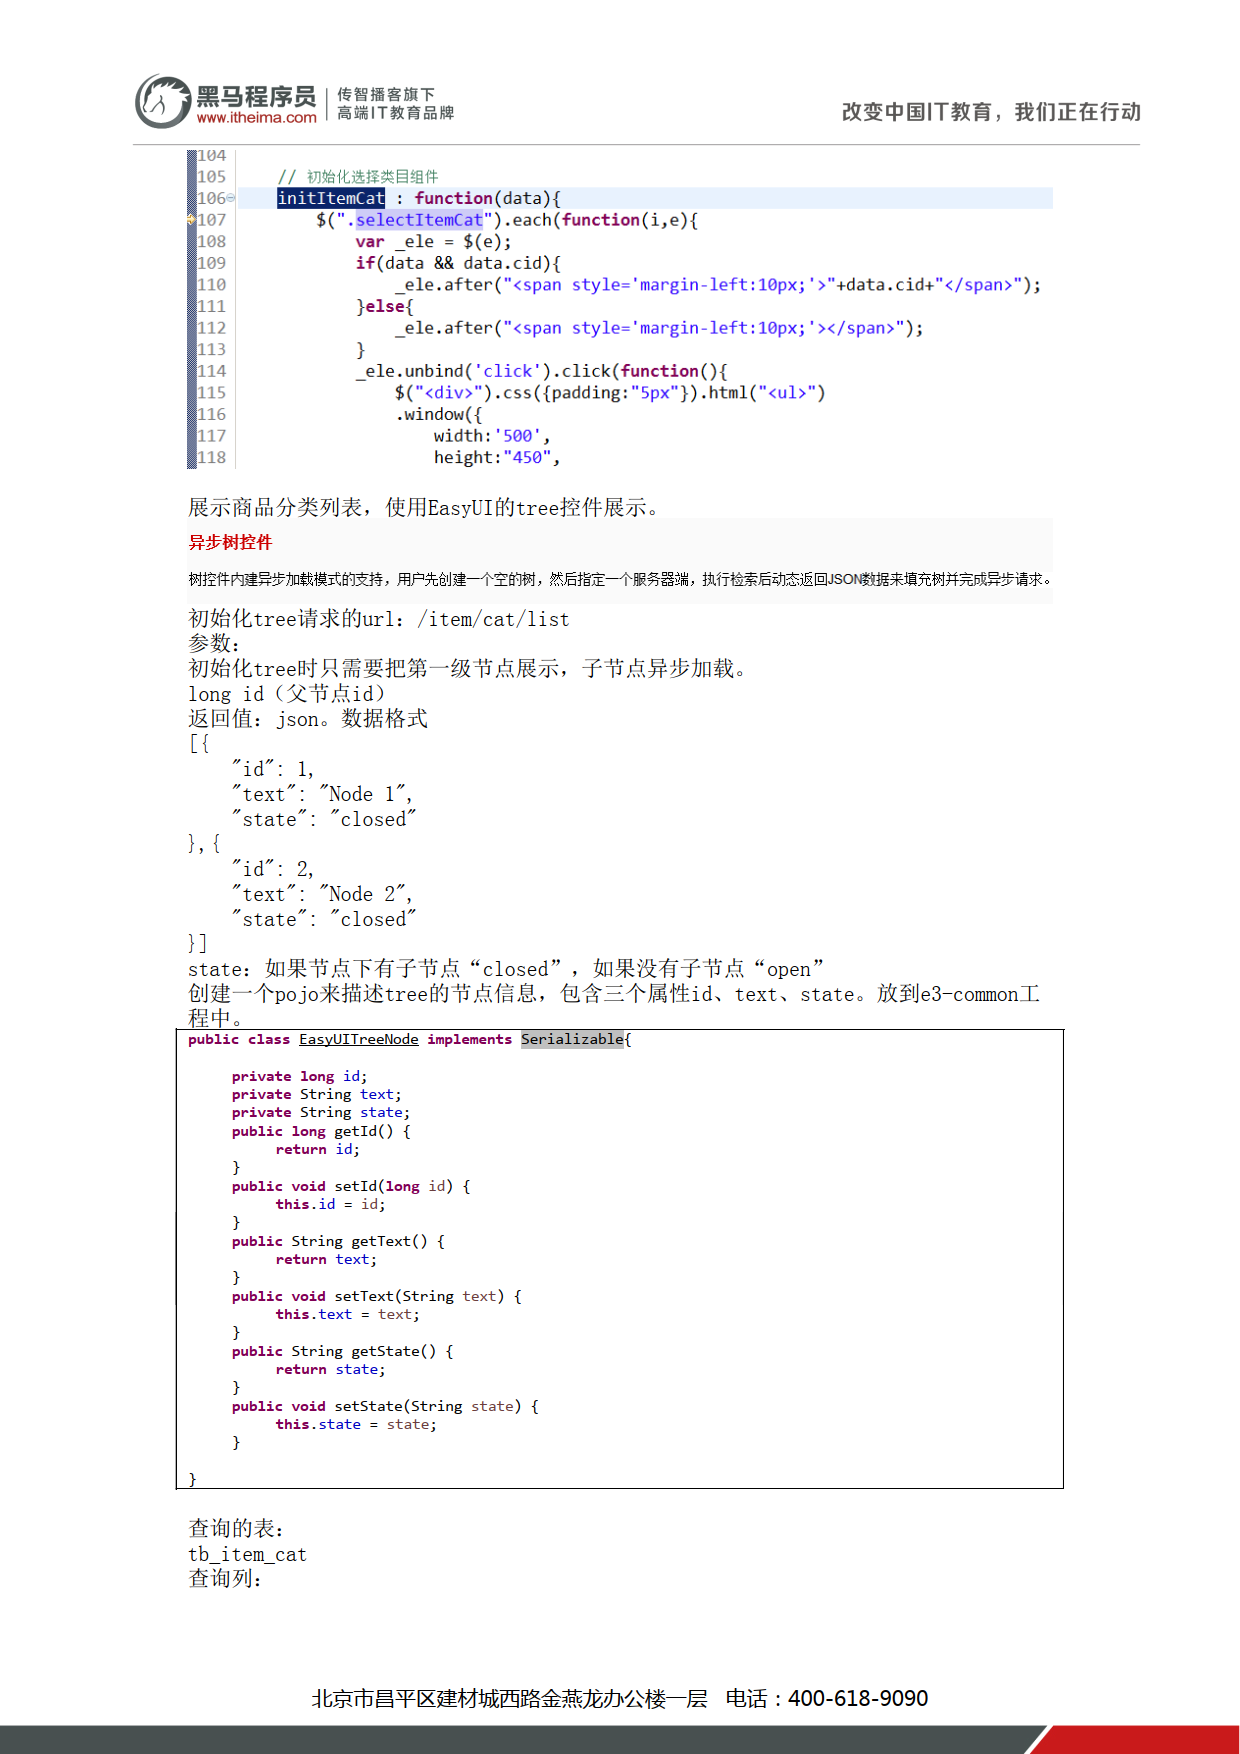 黑马程序员
www.itheima.com
传智播客旗下
高端IT教育品牌
改变中国IT教育，我们正在行动
104
105 // 初始化选择类目组件
106 initItemCat : function(data){
107 $(".selectItemCat").each(function(i,e){
108 var _ele = $(e);
109 if(data && data.cid){
110 _ele.after("<span style='margin-left:10px;'>"+data.cid+"</span>");
111 }else{
112 _ele.after("<span style='margin-left:10px;'></span>");
113 }
114 _ele.unbind('click').click(function(){
115 $("<div>").css({padding:"5px"}).html("<ul>")
116 .window({
117 width:'500',
118 height:"450",
展示商品分类列表，使用EasyUI的tree控件展示。
异步树控件
树控件内建异步加载模式的支持，用户先创建一个空的树，然后指定一个服务器端，执行检索后动态返回JSON数据来填充树并完成异步请求。
初始化tree请求的url：/item/cat/list
参数：
初始化tree时只需要把第一级节点展示，子节点异步加载。
long id（父节点id）
返回值：json。数据格式
[{
"id": 1,
"text": "Node 1",
"state": "closed"
},{
"id": 2,
"text": "Node 2",
"state": "closed"
}]
state：如果节点下有子节点“closed”，如果没有子节点“open”
创建一个pojo来描述tree的节点信息，包含三个属性id、text、state。放到e3-common工
程中。
public class EasyUITreeNode implements Serializable{
private long id;
private String text;
private String state;
public long getId() {
return id;
}
public void setId(long id) {
this.id = id;
}
public String getText() {
return text;
}
public void setText(String text) {
this.text = text;
}
public String getState() {
return state;
}
public void setState(String state) {
this.state = state;
}
}
查询的表：
tb_item_cat
查询列：
北京市昌平区建材城西路金燕龙办公楼一层 电话：400-618-9090